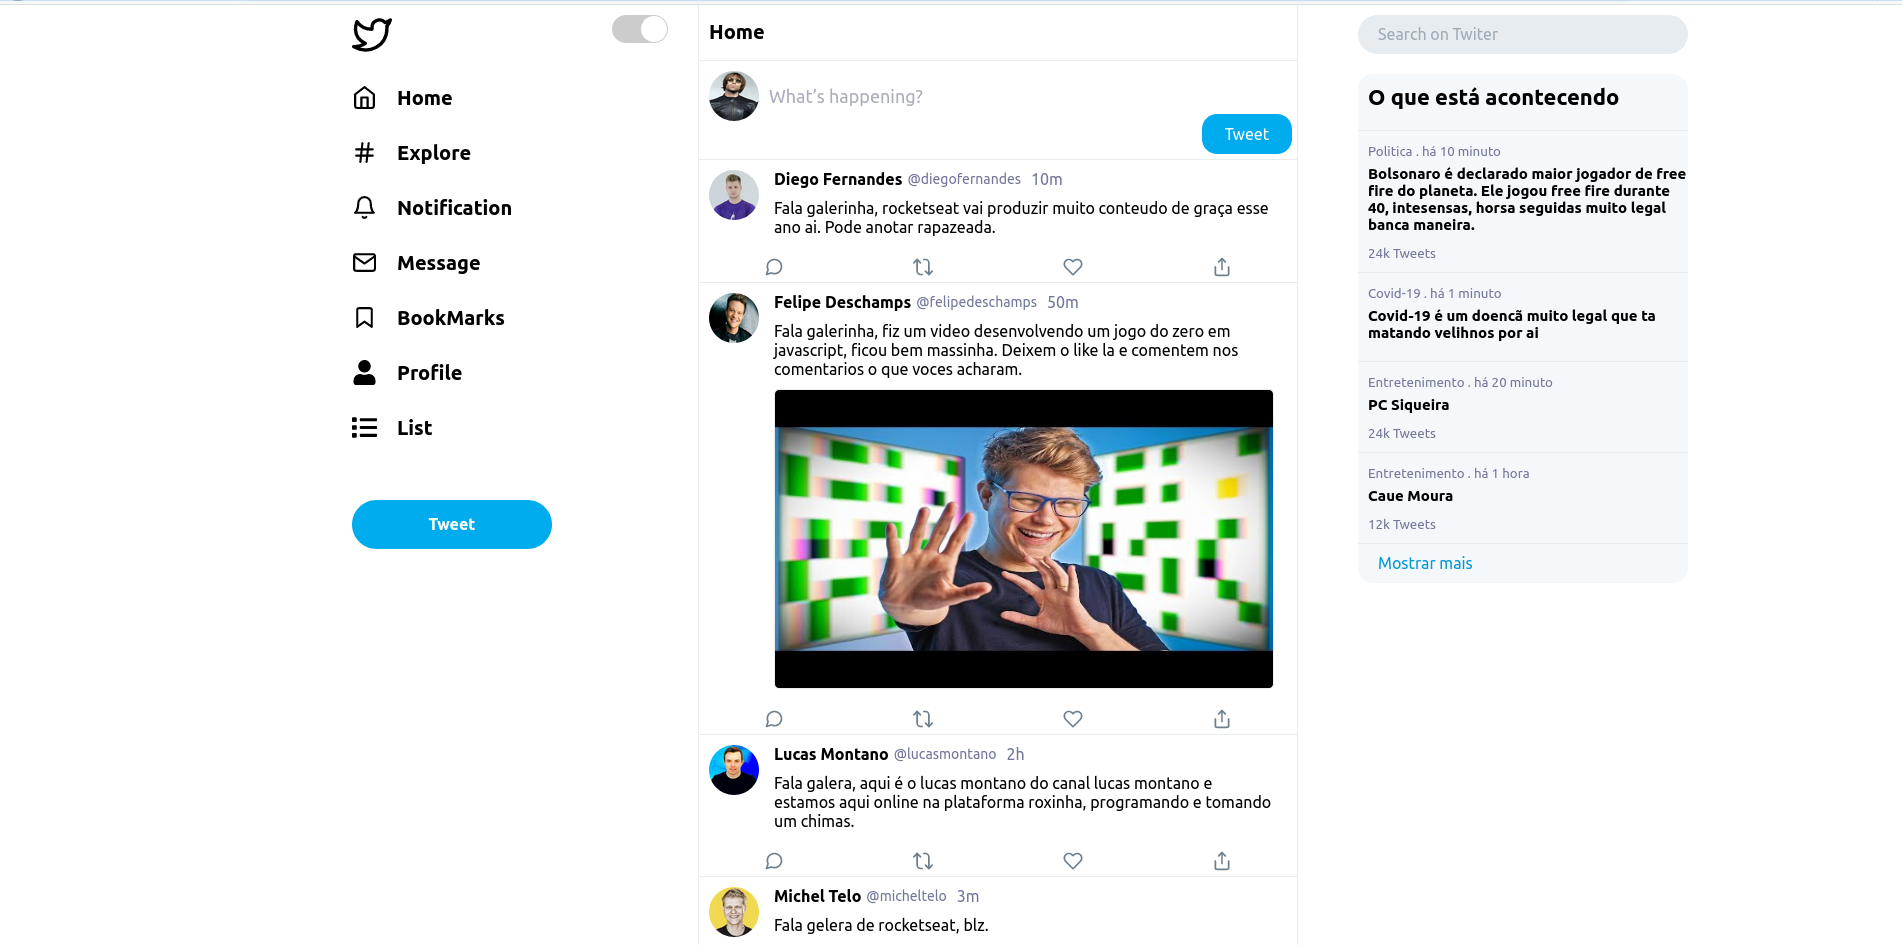 Home
Explore
Notification
Message
BookMarks
Profile
List
Tweet
Home
What's happening?
Tweet
Diego Fernandes @diegofernandes 10m
Fala galerinha, rocketseat vai produzir muito conteudo de graça esse
ano ai. Pode anotar rapazeada.
Felipe Deschamps @felipedeschamps 50m
Fala galerinha, fiz um video desenvolvendo um jogo do zero em
javascript, ficou bem massinha. Deixem o like la e comentem nos
comentarios o que voces acharam.
Lucas Montano @lucasmontano 2h
Fala galera, aqui é o lucas montano do canal lucas montano e
estamos aqui online na plataforma roxinha, programando e tomando
um chimas.
Michel Telo @micheltelo 3m
Fala gelera de rocketseat, blz.
Search on Twiter
O que está acontecendo
Politica . há 10 minuto
Bolsonaro é declarado maior jogador de free
fire do planeta. Ele jogou free fire durante
40, intesensas, horsa seguidas muito legal
banca maneira.
24k Tweets
Covid-19 . há 1 minuto
Covid-19 é um doencã muito legal que ta
matando velihnos por ai
Entretenimento . há 20 minuto
PC Siqueira
24k Tweets
Entretenimento . há 1 hora
Caue Moura
12k Tweets
Mostrar mais